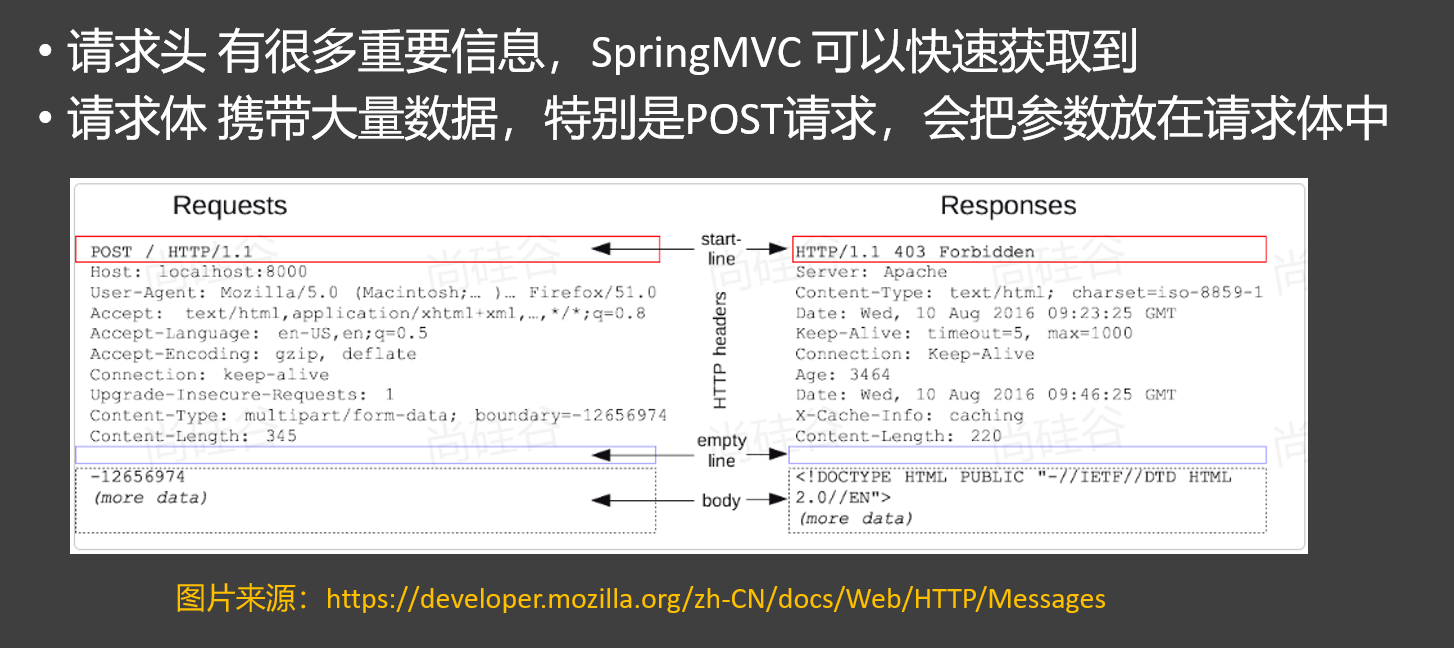 • 请求头 有很多重要信息，SpringMVC 可以快速获取到
• 请求体 携带大量数据，特别是POST请求，会把参数放在请求体中
Requests
POST / HTTP/1.1
Host: localhost:8000
User-Agent: Mozilla/5.0 (Macintosh;… )… Firefox/51.0
Accept: text/html,application/xhtml+xml,…,*/*;q=0.8
Accept-Language: en-US,en;q=0.5
Accept-Encoding: gzip, deflate
Connection: keep-alive
Upgrade-Insecure-Requests: 1
Content-Type: multipart/form-data; boundary=-12656974
Content-Length: 345
-12656974
(more data)
start-
line
HTTP headers
empty
line
body
Responses
HTTP/1.1 403 Forbidden
Server: Apache
Content-Type: text/html; charset=iso-8859-1
Date: Wed, 10 Aug 2016 09:23:25 GMT
Keep-Alive: timeout=5, max=1000
Connection: Keep-Alive
Age: 3464
Date: Wed, 10 Aug 2016 09:46:25 GMT
X-Cache-Info: caching
Content-Length: 220
<!DOCTYPE HTML PUBLIC "-//IETF//DTD HTML
2.0//EN">
(more data)
尚硅谷
尚硅谷
尚硅谷
尚硅谷
尚硅谷
尚硅谷
图片来源：https://developer.mozilla.org/zh-CN/docs/Web/HTTP/Messages